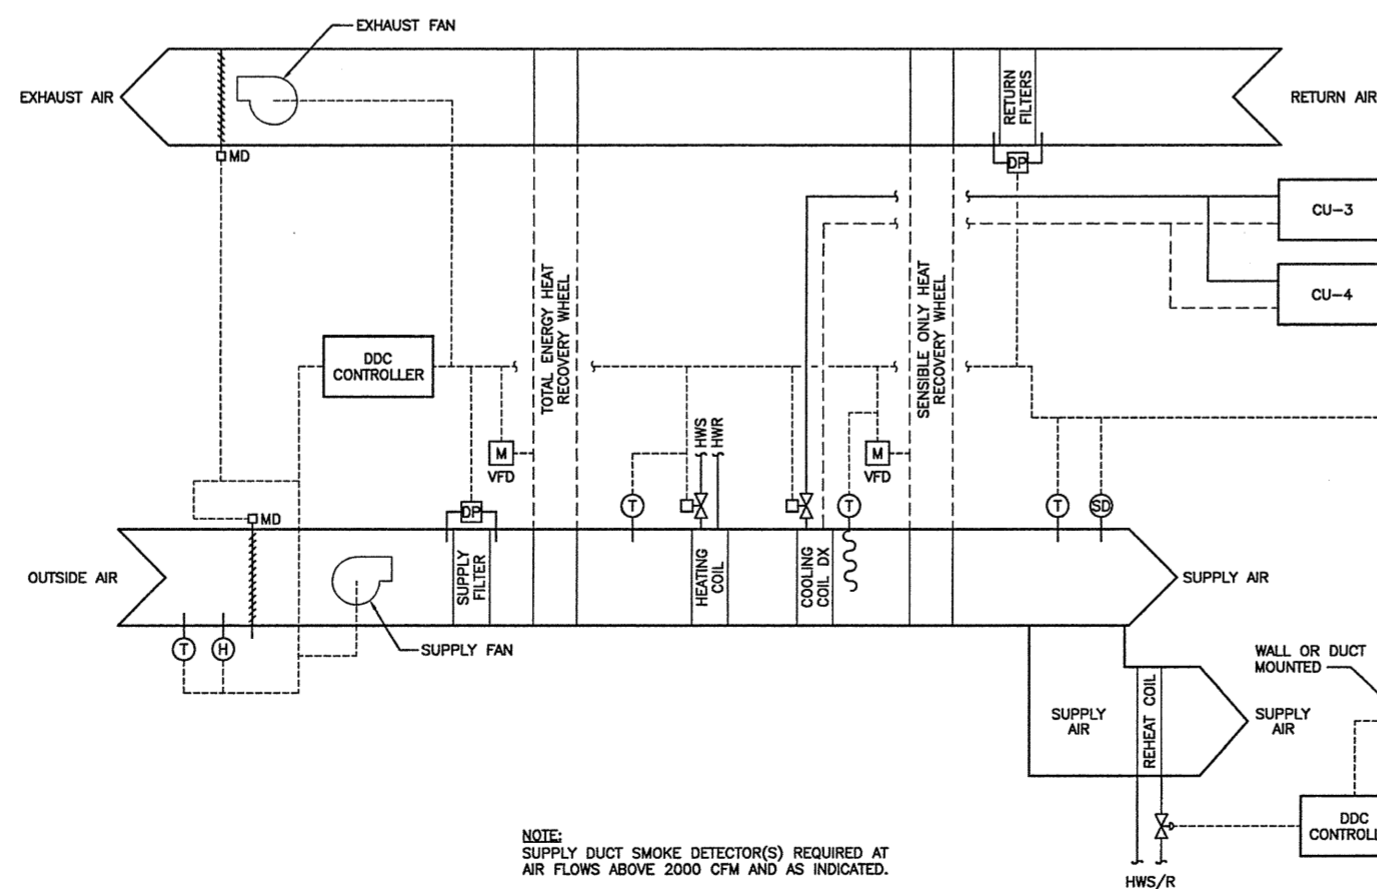 EXHAUST FAN
EXHAUST AIR
RETURN FILTERS
RETURN AIR
MD
DP
CU-3
CU-4
TOTAL ENERGY HEAT
RECOVERY WHEEL
SENSIBLE ONLY HEAT
RECOVERY WHEEL
DDC
CONTROLLER
M
VFD
HWS
HWR
M
VFD
T
T
T
SD
MD
DP
OUTSIDE AIR
SUPPLY
FILTER
HEATING
COIL
COOLING
COIL DX
SUPPLY AIR
T
H
SUPPLY FAN
WALL OR DUCT
MOUNTED
SUPPLY
AIR
REHEAT COIL
SUPPLY
AIR
DDC
NOTE:
SUPPLY DUCT SMOKE DETECTOR(S) REQUIRED AT
AIR FLOWS ABOVE 2000 CFM AND AS INDICATED.
HWS/R